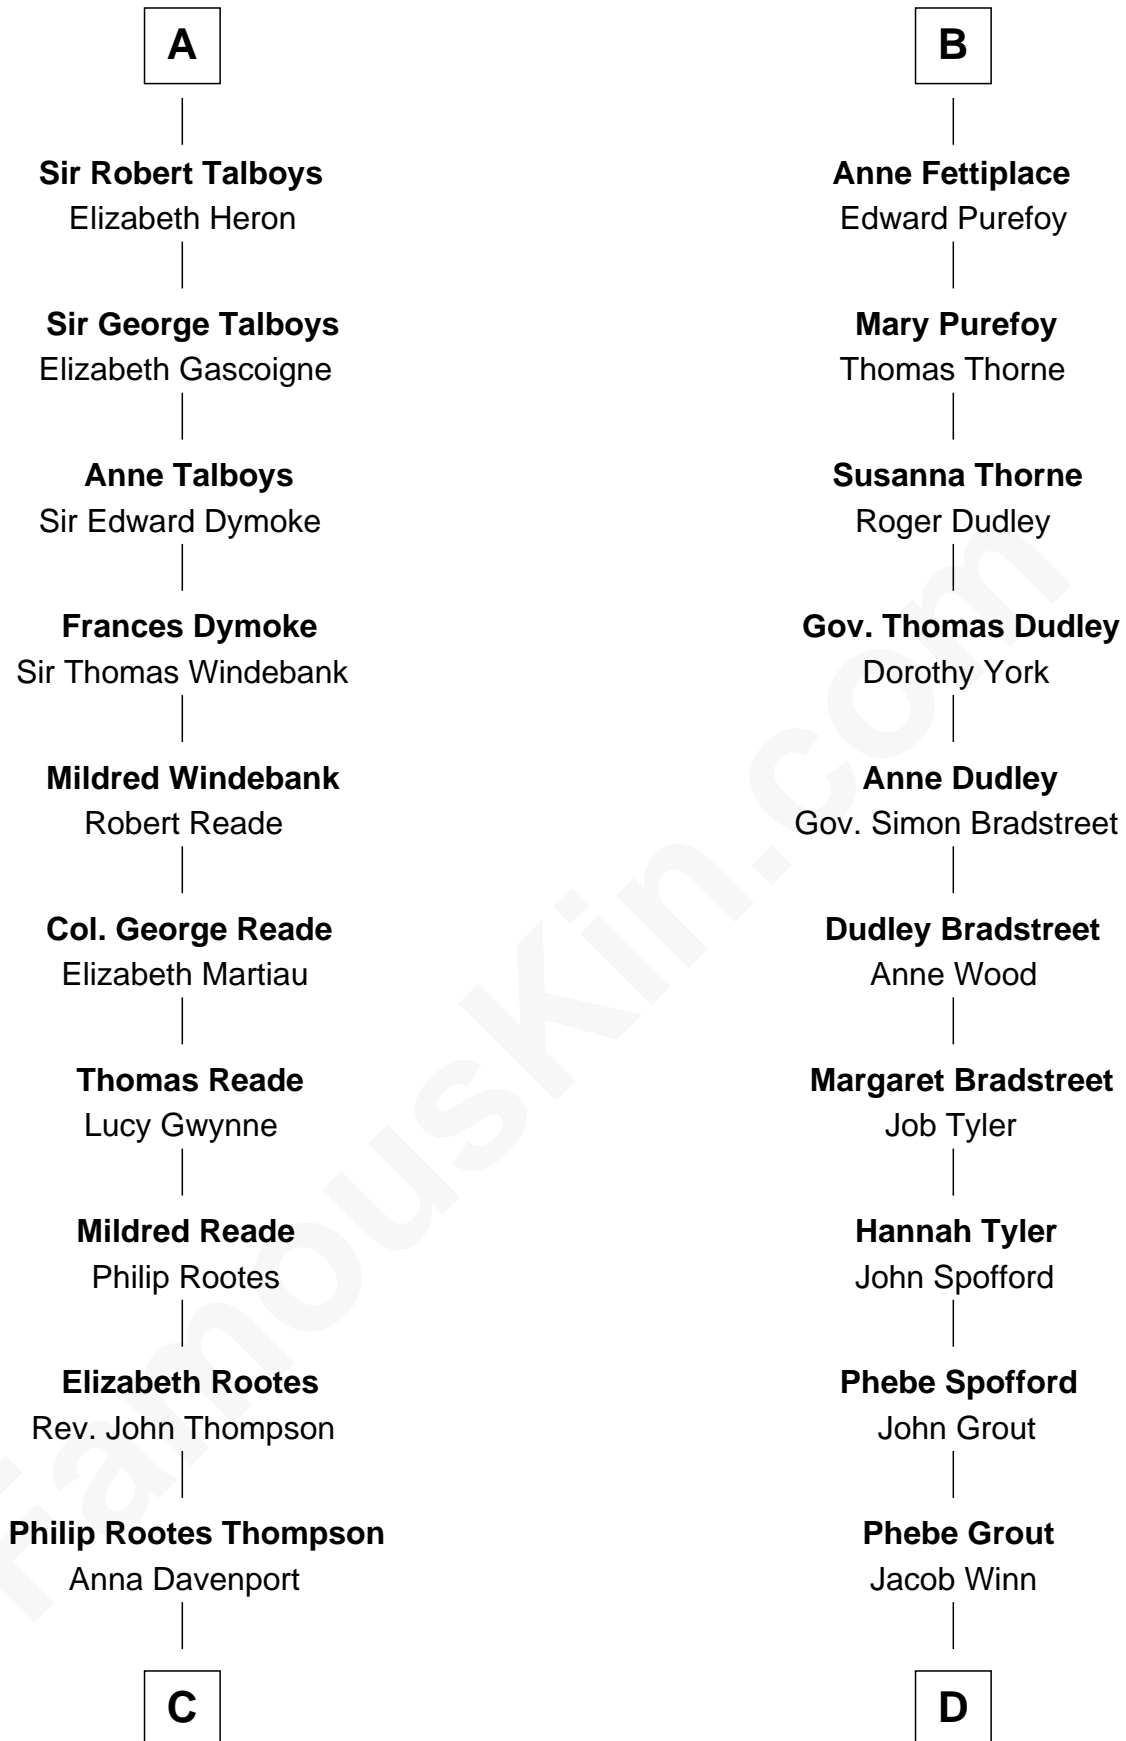 A
Sir Robert Talboys
Elizabeth Heron
Sir George Talboys
Elizabeth Gascoigne
Anne Talboys
Sir Edward Dymoke
Frances Dymoke
Sir Thomas Windebank
Mildred Windebank
Robert Reade
Col. George Reade
Elizabeth Martiau
Thomas Reade
Lucy Gwynne
Mildred Reade
Philip Rootes
Elizabeth Rootes
Rev. John Thompson
Philip Rootes Thompson
Anna Davenport
C
B
Anne Fettiplace
Edward Purefoy
Mary Purefoy
Thomas Thorne
Susanna Thorne
Roger Dudley
Gov. Thomas Dudley
Dorothy York
Anne Dudley
Gov. Simon Bradstreet
Dudley Bradstreet
Anne Wood
Margaret Bradstreet
Job Tyler
Hannah Tyler
John Spofford
Phebe Spofford
John Grout
Phebe Grout
Jacob Winn
D
FamousKin.com